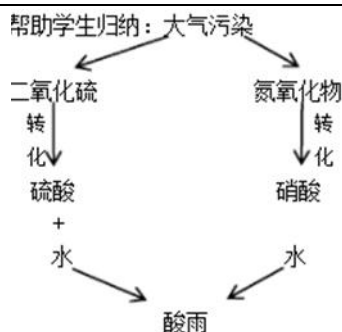 帮助学生归纳：大气污染
二氧化硫 氮氧化物
转 转
化 化
硫酸 硝酸
+
水 水
酸雨